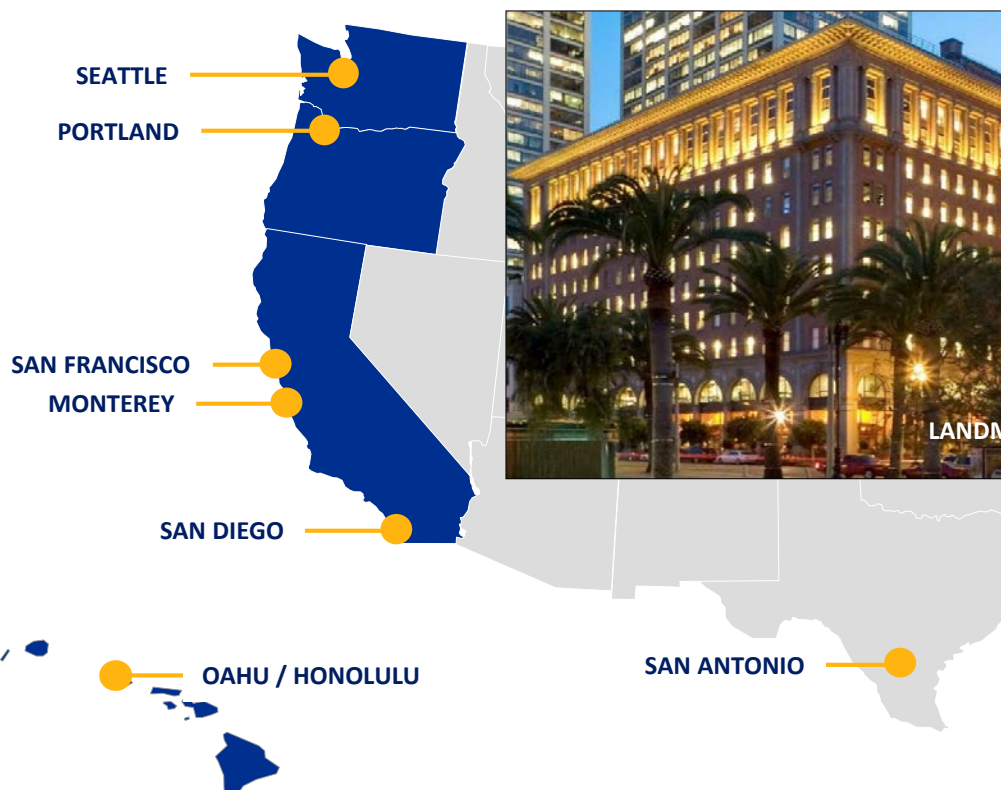 SEATTLE
PORTLAND
SAN FRANCISCO
MONTEREY
SAN DIEGO
OAHU / HONOLULU
SAN ANTONIO